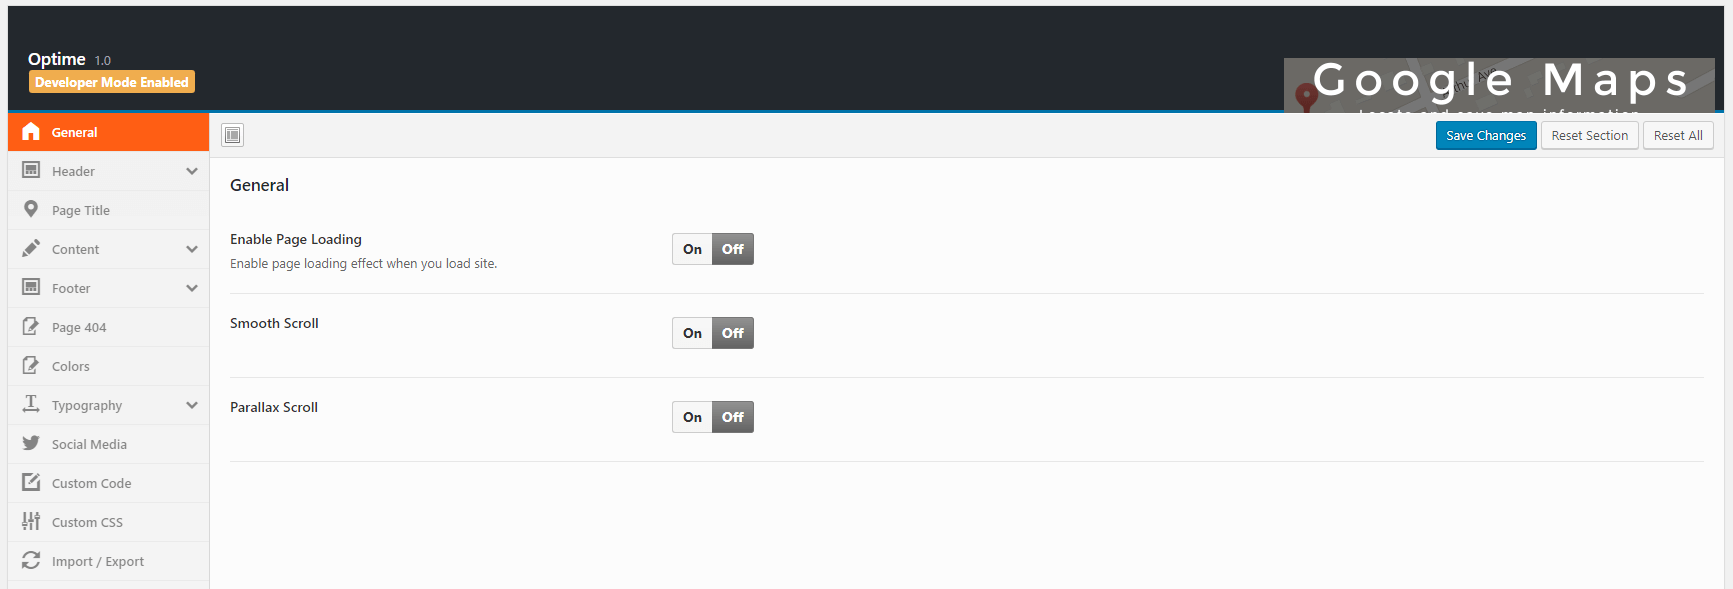 Optime 1.0
Developer Mode Enabled
Google Maps
General
Header
Page Title
Content
Footer
Page 404
Colors
Typography
Social Media
Custom Code
Custom CSS
Import / Export
Save Changes Reset Section Reset All
General
Enable Page Loading
Enable page loading effect when you load site.
On Off
Smooth Scroll
On Off
Parallax Scroll
On Off